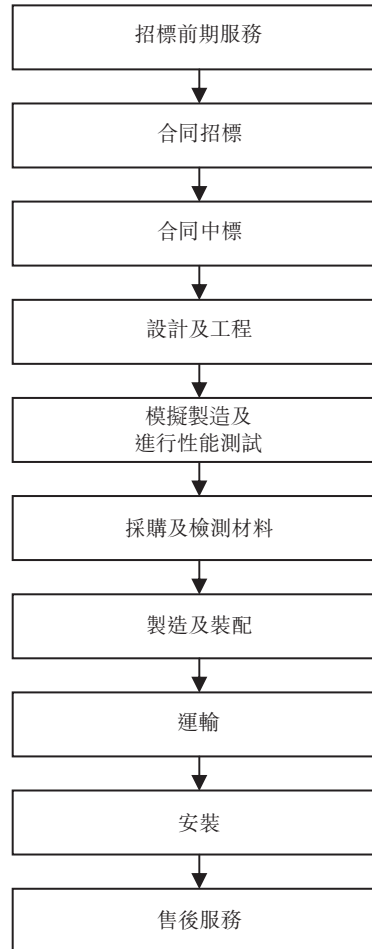 招標前期服務
合同招標
合同中標
設計及工程
模擬製造及
進行性能測試
採購及檢測材料
製造及裝配
運輸
安裝
售後服務